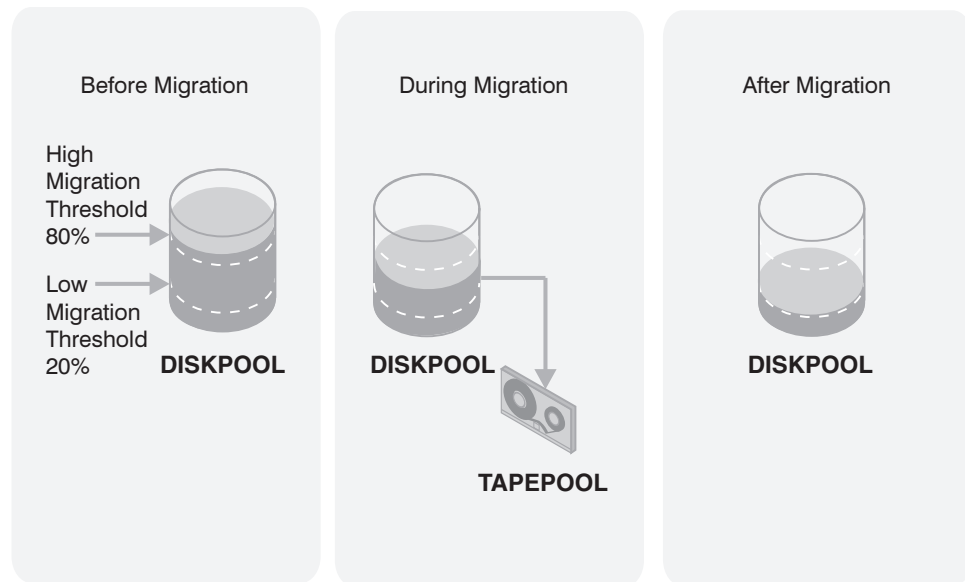 Before Migration
High
Migration
Threshold
80%
Low
Migration
Threshold
20%
DISKPOOL
During Migration
DISKPOOL
TAPEPOOL
After Migration
DISKPOOL